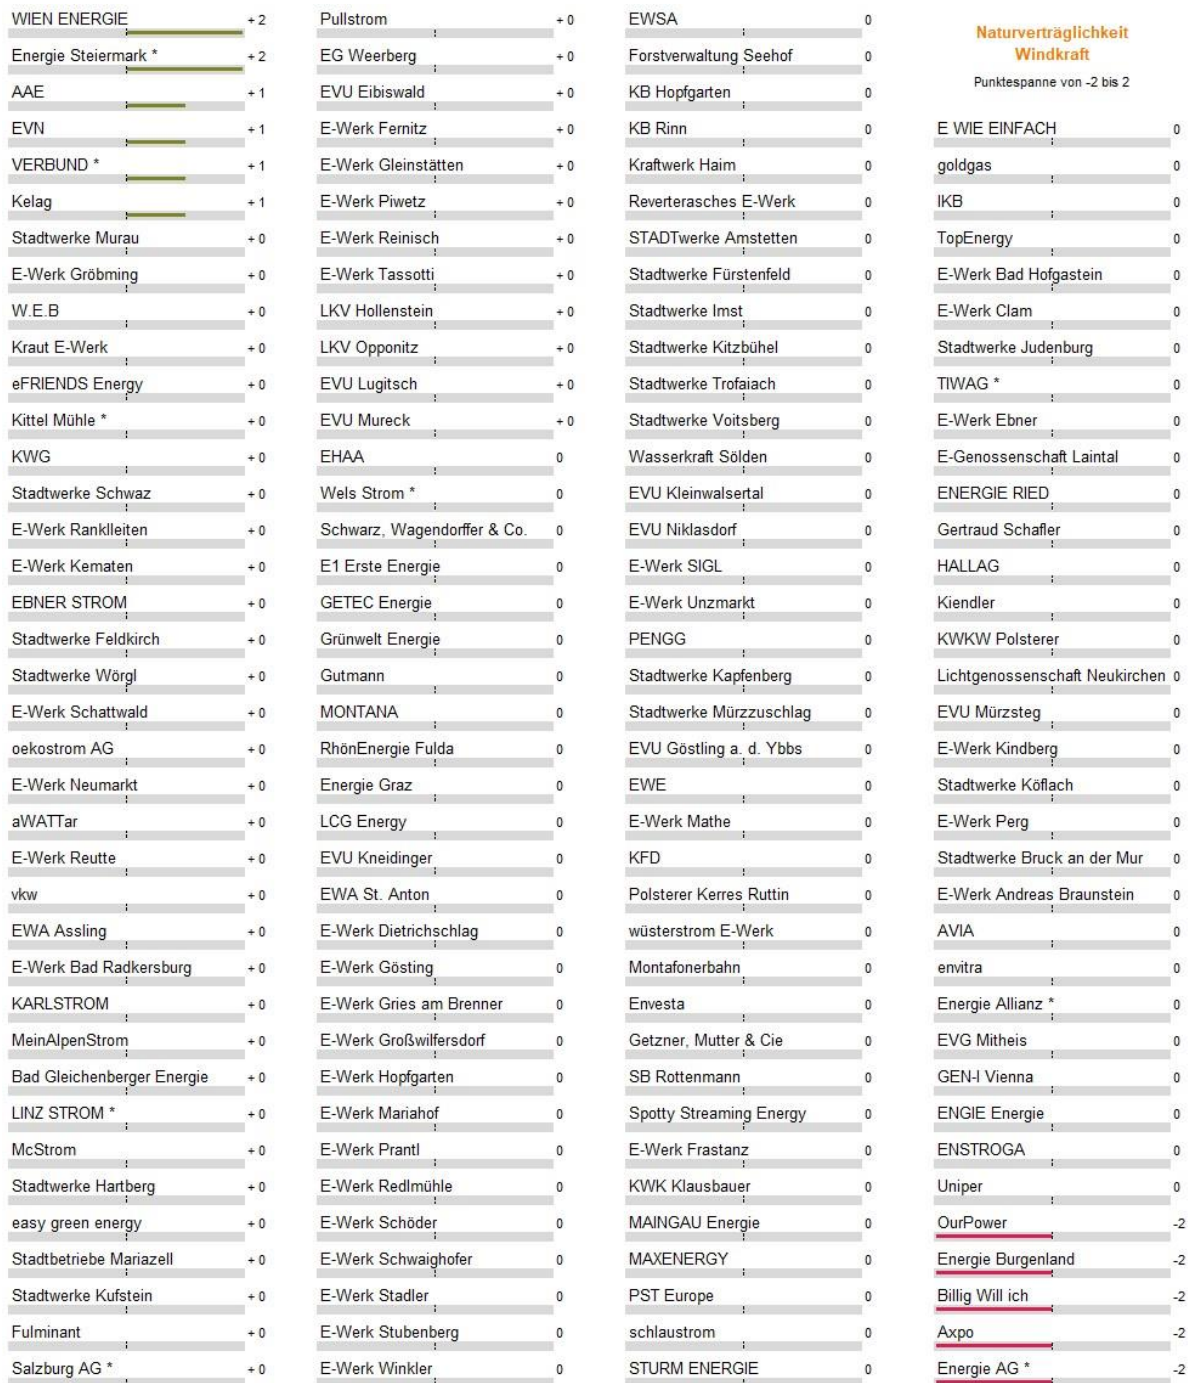 WIEN ENERGIE +2
Energie Steiermark * +2
AAE +1
EVN +1
VERBUND * +1
Kelag +1
Stadtwerke Murau +0
E-Werk Gröbming +0
W.E.B +0
Kraut E-Werk +0
eFRIENDS Energy +0
Kittel Mühle * +0
KWG +0
Stadtwerke Schwaz +0
E-Werk Ranklleiten +0
E-Werk Kematen +0
EBNER STROM +0
Stadtwerke Feldkirch +0
Stadtwerke Wörgl +0
E-Werk Schattwald +0
oekostrom AG +0
E-Werk Neumarkt +0
aWATTar +0
E-Werk Reutte +0
vkw +0
EWA Assling +0
E-Werk Bad Radkersburg +0
KARLSTROM +0
MeinAlpenStrom +0
Bad Gleichenberger Energie +0
LINZ STROM * +0
McStrom +0
Stadtwerke Hartberg +0
easy green energy +0
Stadtbetriebe Mariazell +0
Stadtwerke Kufstein +0
Fulminant +0
Salzburg AG * +0
Pullstrom +0
EG Weerberg +0
EVU Eibiswald +0
E-Werk Fernitz +0
E-Werk Gleinstätten +0
E-Werk Piwetz +0
E-Werk Reinisch +0
E-Werk Tassotti +0
LKV Hollenstein +0
LKV Opponitz +0
EVU Lugitsch +0
EVU Mureck +0
EHAA 0
Wels Strom * 0
Schwarz, Wagendorffer & Co. 0
E1 Erste Energie 0
GETEC Energie 0
Grünwelt Energie 0
Gutmann 0
MONTANA 0
RhönEnergie Fulda 0
Energie Graz 0
LCG Energy 0
EVU Kneidinger 0
EWA St. Anton 0
E-Werk Dietrichschlag 0
E-Werk Gösting 0
E-Werk Gries am Brenner 0
E-Werk Großwilfersdorf 0
E-Werk Hopfgarten 0
E-Werk Mariahof 0
E-Werk Prantl 0
E-Werk Redlmühle 0
E-Werk Schöder 0
E-Werk Schwaighofer 0
E-Werk Stadler 0
E-Werk Stubenberg 0
E-Werk Winkler 0
EWSA 0
Forstverwaltung Seehof 0
KB Hopfgarten 0
KB Rinn 0
Kraftwerk Haim 0
Reverterasches E-Werk 0
STADTwerke Amstetten 0
Stadtwerke Fürstenfeld 0
Stadtwerke Imst 0
Stadtwerke Kitzbühel 0
Stadtwerke Trofaiach 0
Stadtwerke Voitsberg 0
Wasserkraft Sölden 0
EVU Kleinwalsertal 0
EVU Niklasdorf 0
E-Werk SIGL 0
E-Werk Unzmarkt 0
PENGG 0
Stadtwerke Kapfenberg 0
Stadtwerke Mürzzuschlag 0
EVU Göstling a. d. Ybbs 0
EWE 0
E-Werk Mathe 0
KFD 0
Polsterer Kerres Ruttin 0
wüsterstrom E-Werk 0
Montafonerbahn 0
Envesta 0
Getzner, Mutter & Cie 0
SB Rottenmann 0
Spotty Streaming Energy 0
E-Werk Frastanz 0
KWK Klausbauer 0
MAINGAU Energie 0
MAXENERGY 0
PST Europe 0
schlaustrom 0
STURM ENERGIE 0
Naturverträglichkeit
Windkraft
Punktespanne von -2 bis 2
E WIE EINFACH 0
goldgas 0
IKB 0
TopEnergy 0
E-Werk Bad Hofgastein 0
E-Werk Clam 0
Stadtwerke Judenburg 0
TIWAG * 0
E-Werk Ebner 0
E-Genossenschaft Laintal 0
ENERGIE RIED 0
Gertraud Schafler 0
HALLAG 0
Kiendler 0
KWKW Polsterer 0
Lichtgenossenschaft Neukirchen 0
EVU Mürzsteg 0
E-Werk Kindberg 0
Stadtwerke Köflach 0
E-Werk Perg 0
Stadtwerke Bruck an der Mur 0
E-Werk Andreas Braunstein 0
AVIA 0
envitra 0
Energie Allianz * 0
EVG Mitheis 0
GEN-I Vienna 0
ENGIE Energie 0
ENSTROGA 0
Uniper 0
OurPower -2
Energie Burgenland -2
Billig Will ich -2
Axpo -2
Energie AG * -2